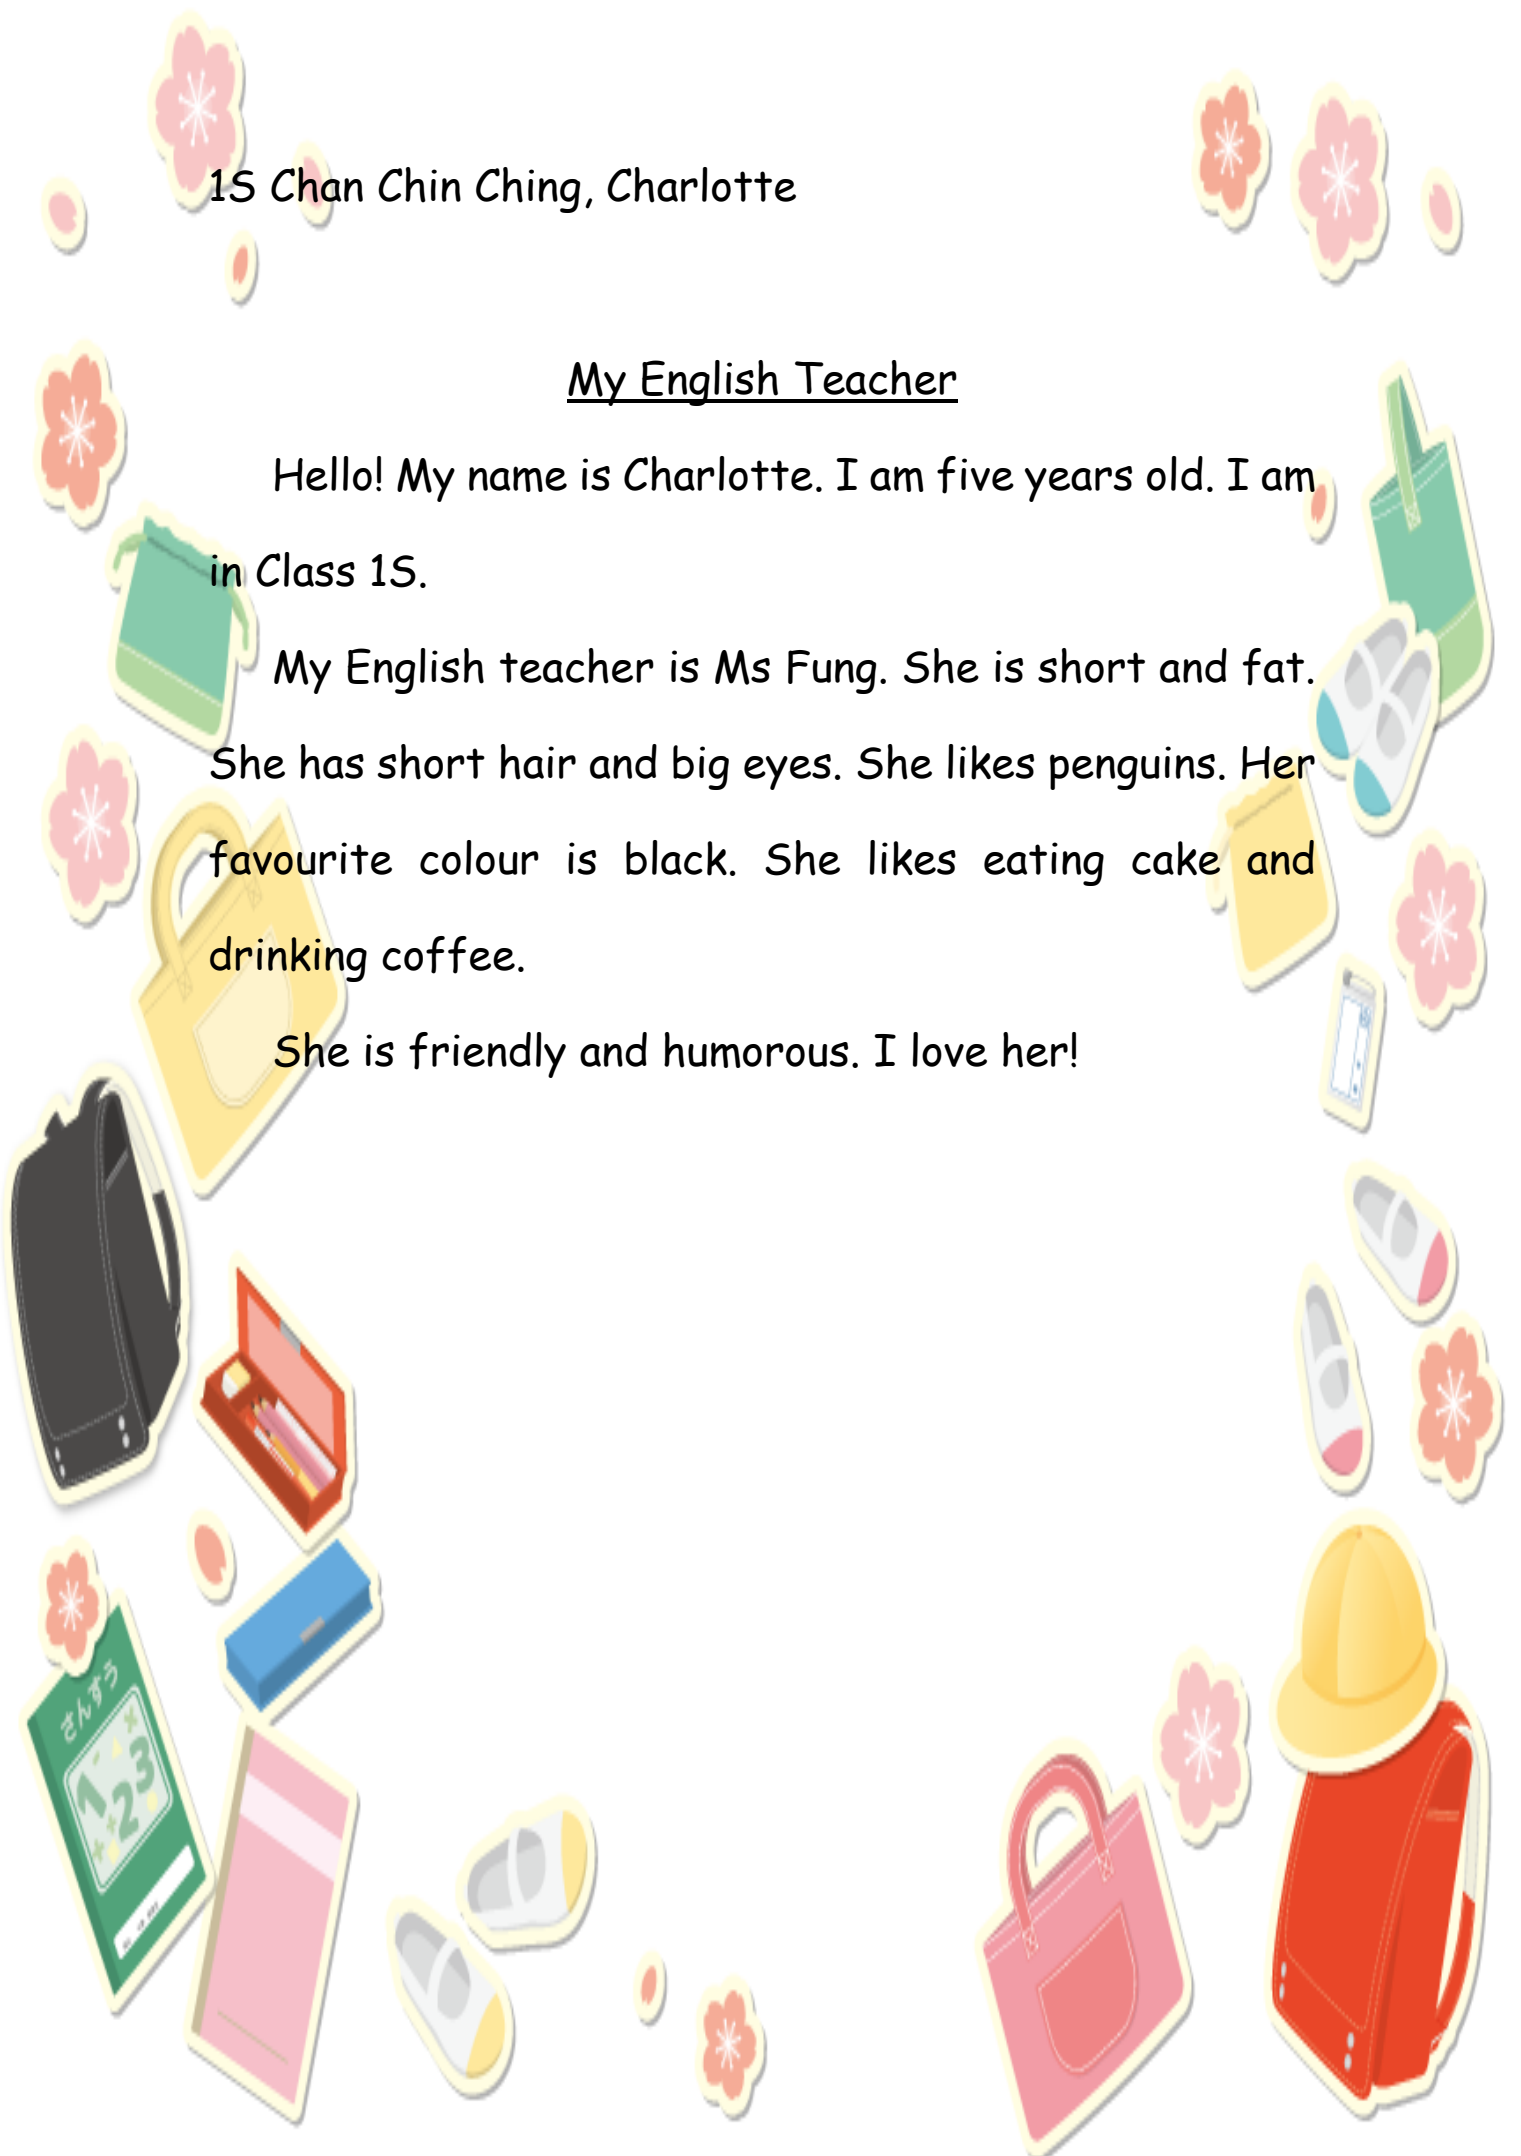 1S Chan Chin Ching, Charlotte
My English Teacher
Hello! My name is Charlotte. I am five years old. I am
in Class 1S.
My English teacher is Ms Fung. She is short and fat.
She has short hair and big eyes. She likes penguins. Her
favourite colour is black. She likes eating cake and
drinking coffee.
She is friendly and humorous. I love her!
さんすう
123